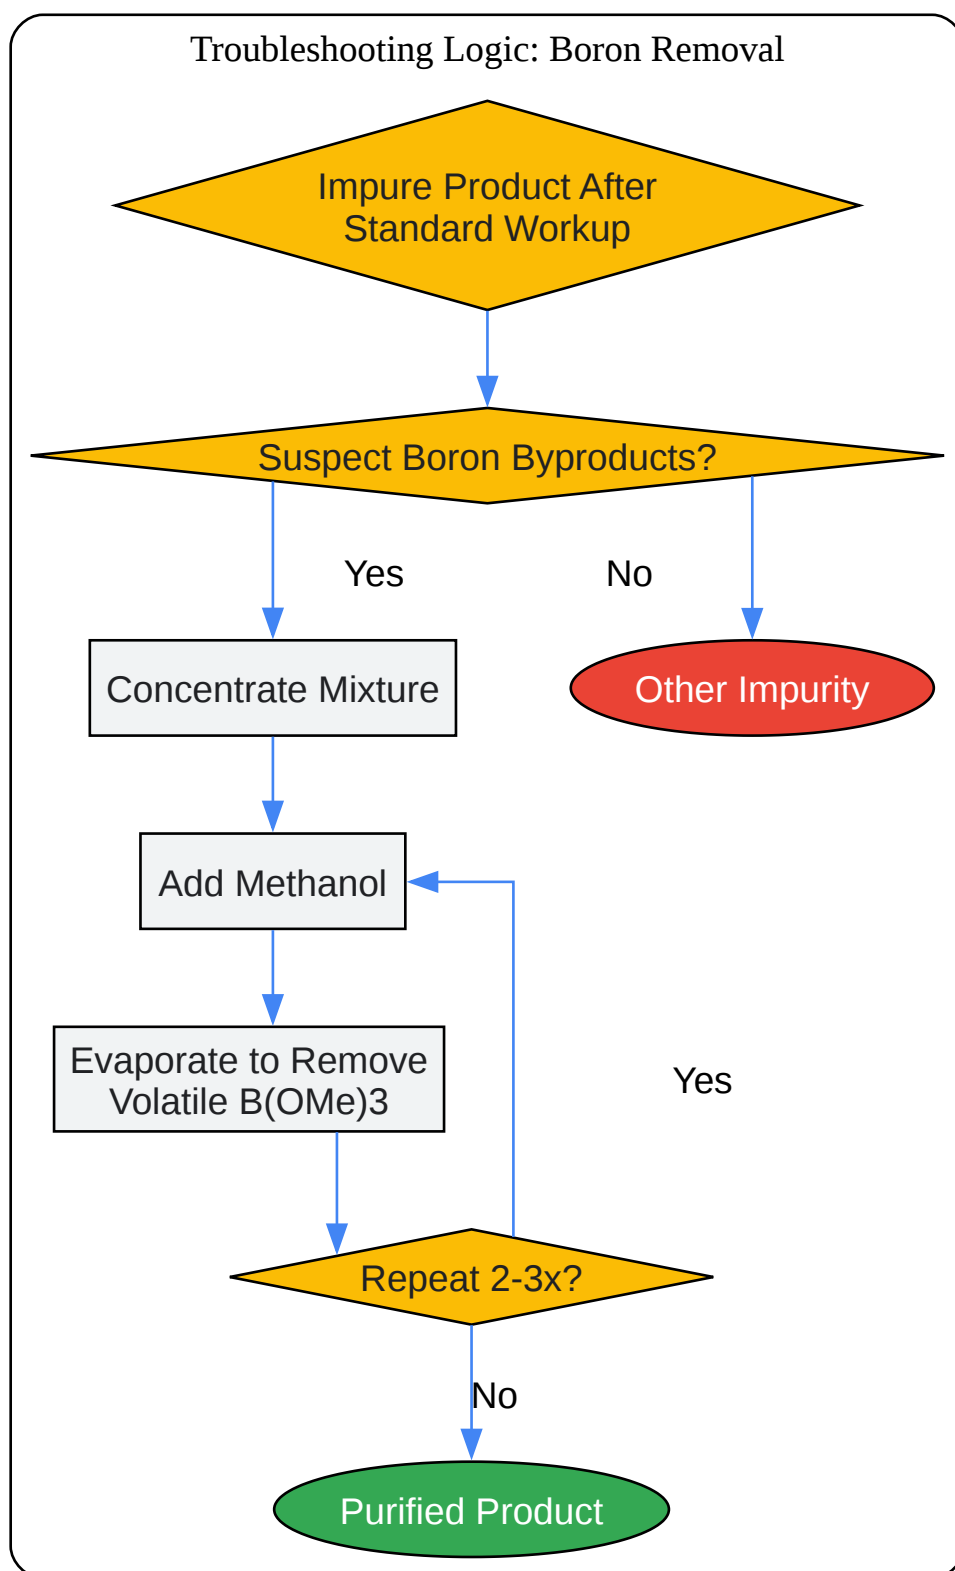 Troubleshooting Logic: Boron Removal
Impure Product After
Standard Workup
Suspect Boron Byproducts?
Yes
No
Concentrate Mixture
Other Impurity
Add Methanol
Evaporate to Remove
Volatile B(OMe)3
Yes
Repeat 2-3x?
No
Purified Product